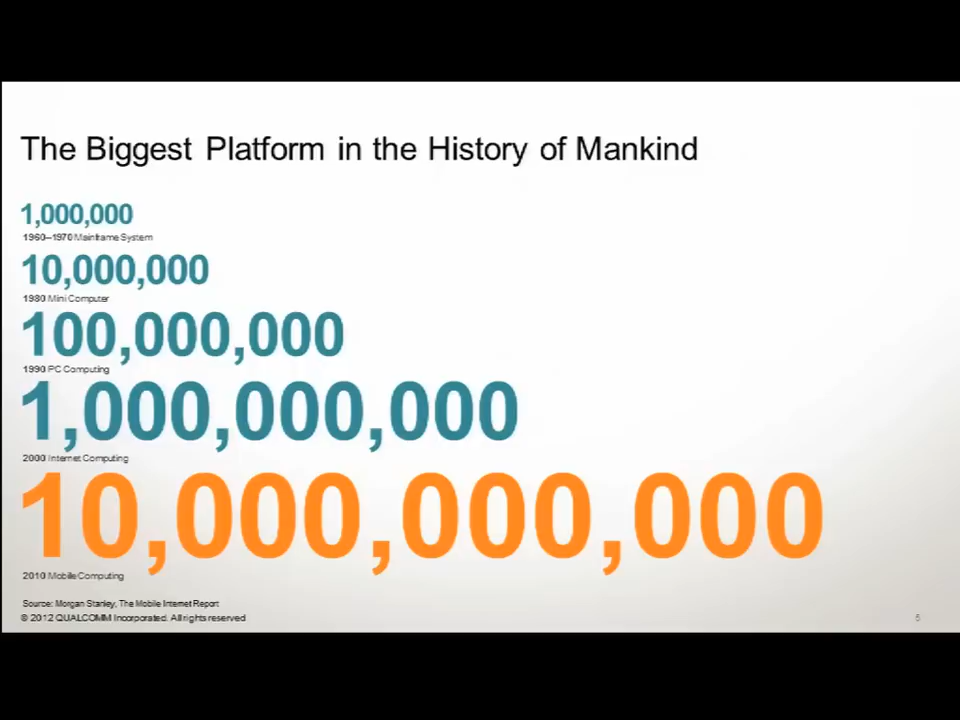 The Biggest Platform in the History of Mankind
1,000,000
1960–1970 Mainframe System
10,000,000
1980 Mini Computer
100,000,000
1990 PC Computing
1,000,000,000
2000 Internet Computing
10,000,000,000
2010 Mobile Computing
Source: Morgan Stanley, The Mobile Internet Report
© 2012 QUALCOMM Incorporated. All rights reserved
5